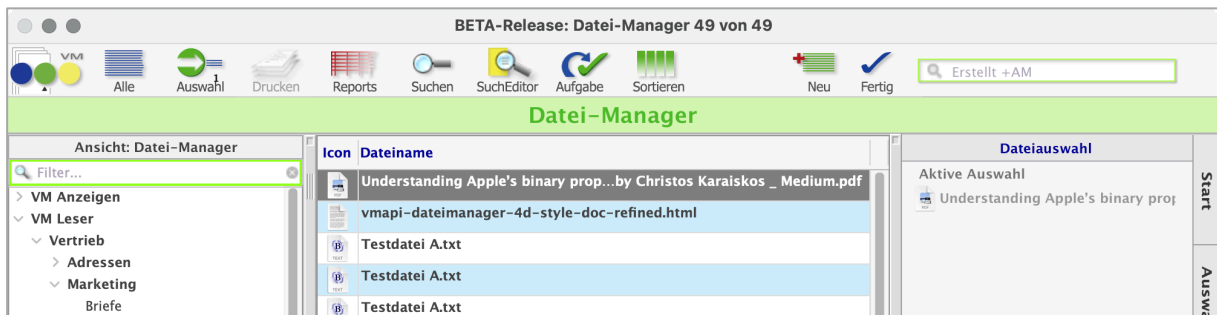 BETA-Release: Datei-Manager 49 von 49
VM
1
Alle
Auswahl
Drucken
Reports
Suchen
SuchEditor
Aufgabe
Sortieren
Neu
Fertig
Erstellt +AM
Datei-Manager
Ansicht: Datei-Manager
Filter...
VM Anzeigen
VM Leser
Vertrieb
Adressen
Marketing
Briefe
Icon Dateiname
Understanding Apple's binary prop...by Christos Karaiskos _ Medium.pdf
vmapi-dateimanager-4d-style-doc-refined.html
Testdatei A.txt
Testdatei A.txt
Testdatei A.txt
Dateiauswahl
Aktive Auswahl
Understanding Apple's binary prop
Start
Auswa